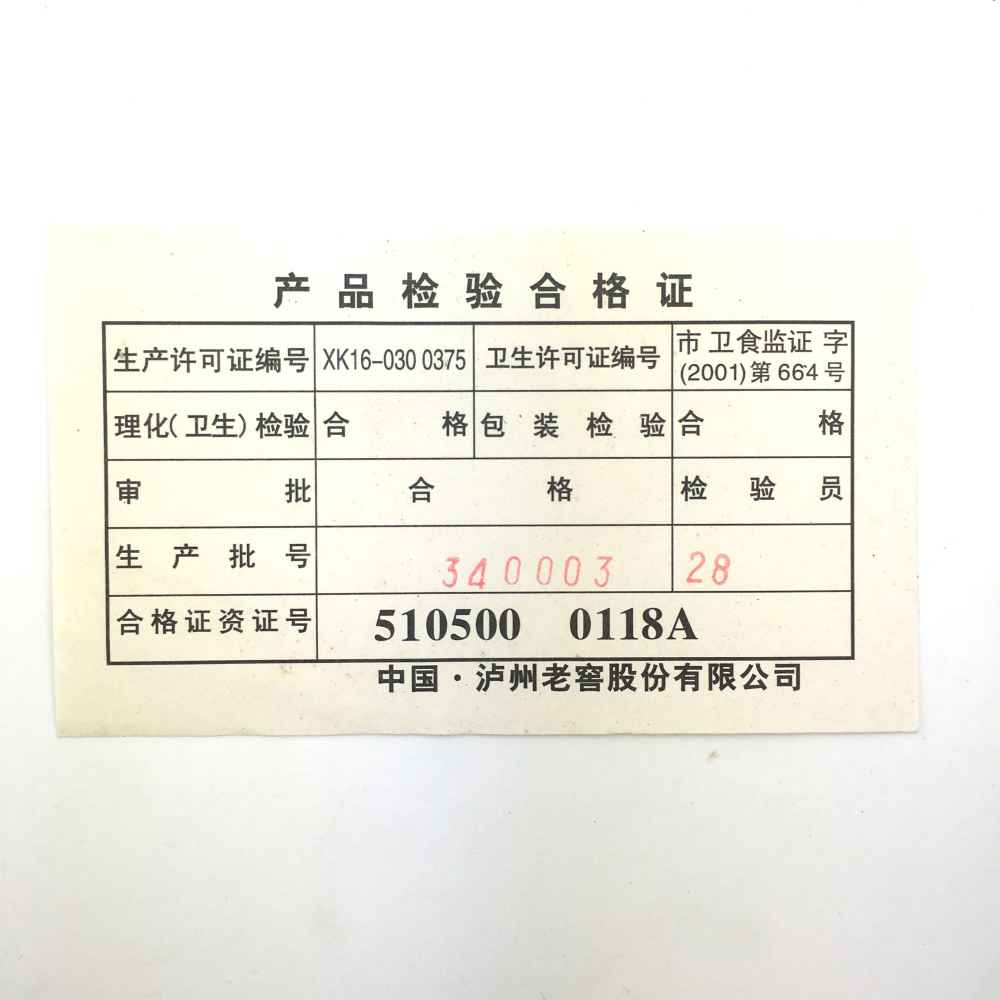 产品检验合格证
生产许可证编号 XK16-030 0375 卫生许可证编号 市卫食监证字
(2001)第664号
理化(卫生)检验 合格 包装检验 合格
审批 合格 检验员
生产批号 340003 28
合格证资证号 510500 0118A
中国·泸州老窖股份有限公司